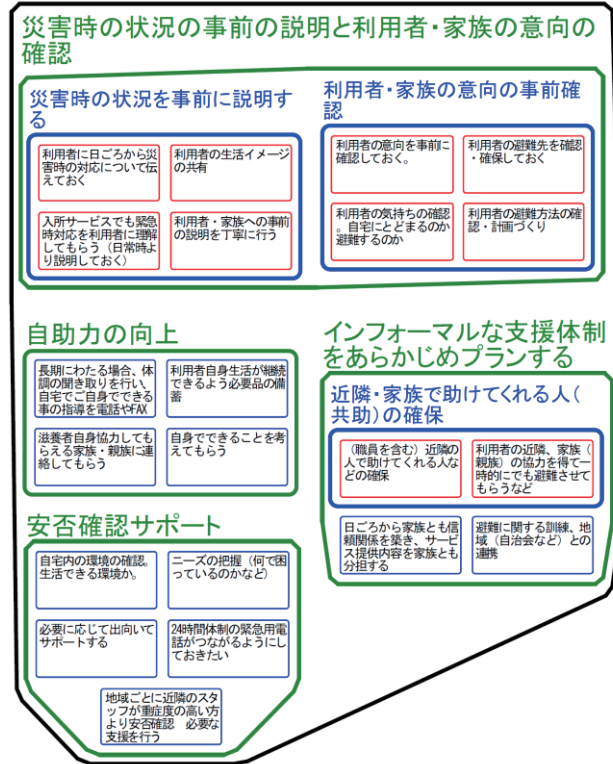 災害時の状況の事前の説明と利用者・家族の意向の
確認
災害時の状況を事前に説明す
る
利用者に日ごろから災
害時の対応について伝
えておく
利用者の生活イメージ
の共有
入所サービスでも緊急
時対応を利用者に理解
してもらう（日常時よ
り説明しておく）
利用者・家族への事前
の説明を丁寧に行う
利用者・家族の意向の事前確
認
利用者の意向を事前に
確認しておく。
利用者の避難先を確認
・確保しておく
利用者の気持ちの確認
。自宅にとどまるのか
避難するのか
利用者の避難方法の確
認・計画づくり
自助力の向上
長期にわたる場合、体
調の聞き取りを行い、
自宅でご自身でできる
事の指導を電話やFAX
利用者自身生活が継続
できるよう必要品の備
蓄
滋養者自身協力しても
らえる家族・親族に連
絡してもらう
自身でできることを考
えてもらう
インフォーマルな支援体制
をあらかじめプランする
近隣・家族で助けてくれる人
（共助）の確保
（職員を含む）近隣の
人で助けてくれる人な
どの確保
利用者の近隣、家族（
親族）の協力を得て一
時的にでも避難させて
もらうなど
日ごろから家族とも信
頼関係を築き、サービ
ス提供内容を家族とも
分担する
避難に関する訓練、地
域（自治会など）との
連携
安否確認サポート
自宅内の環境の確認。
生活できる環境か。
ニーズの把握（何で困
っているのかなど）
必要に応じて出向いて
サポートする
24時間体制の緊急用電
話がつながるようにし
ておきたい
地域ごとに近隣のスタ
ッフが重症度の高い方
より安否確認　必要な
支援を行う